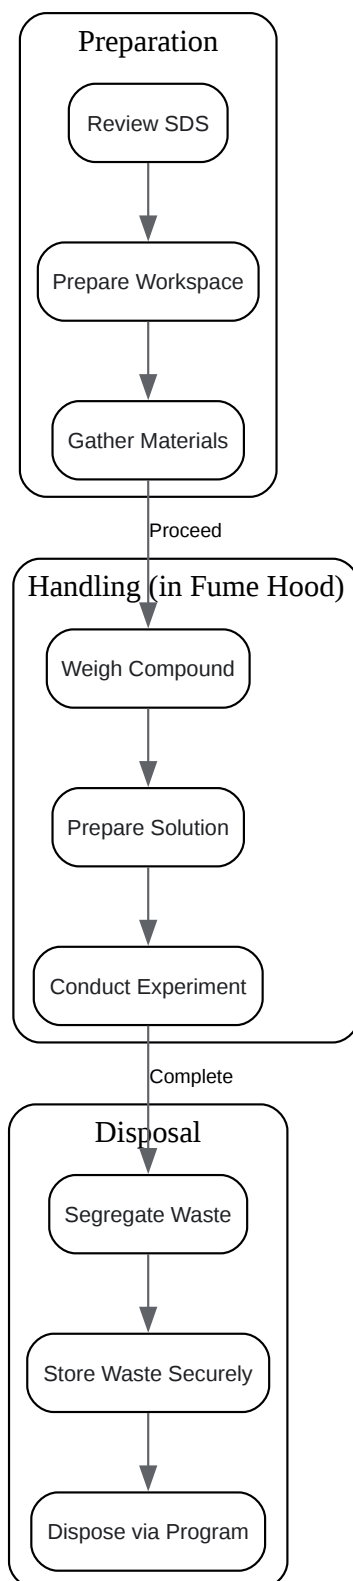 Preparation
Review SDS
Prepare Workspace
Gather Materials
Proceed
Handling (in Fume Hood)
Weigh Compound
Prepare Solution
Conduct Experiment
Complete
Disposal
Segregate Waste
Store Waste Securely
Dispose via Program